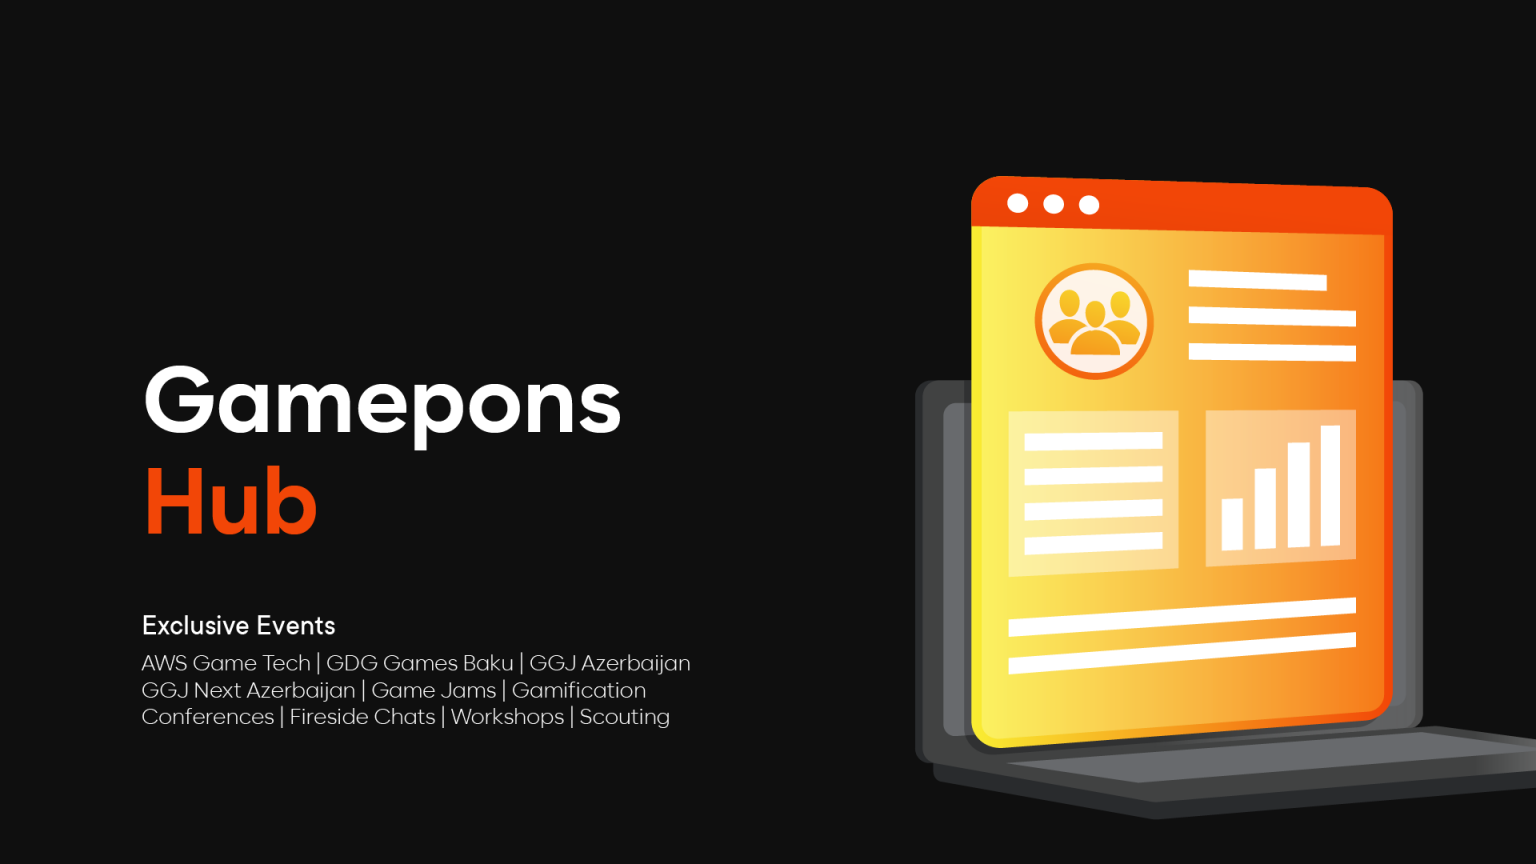 Gamepons
Hub
Exclusive Events
AWS Game Tech | GDG Games Baku | GGJ Azerbaijan
GGJ Next Azerbaijan | Game Jams | Gamification
Conferences | Fireside Chats | Workshops | Scouting